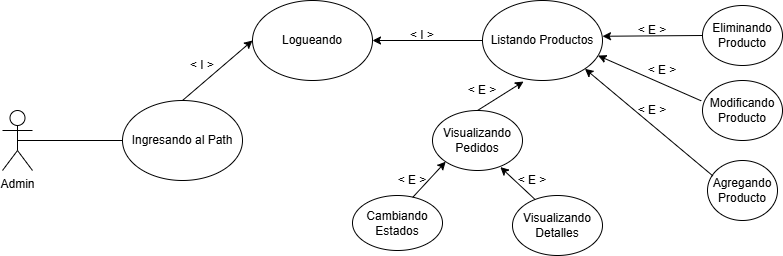 Logueando
< I >
Listando Productos
< E >
Eliminando
Producto
< I >
< E >
< E >
Modificando
Producto
< E >
Ingresando al Path
Visualizando
Pedidos
Admin
< E >
< E >
Agregando
Producto
Cambiando
Estados
Visualizando
Detalles